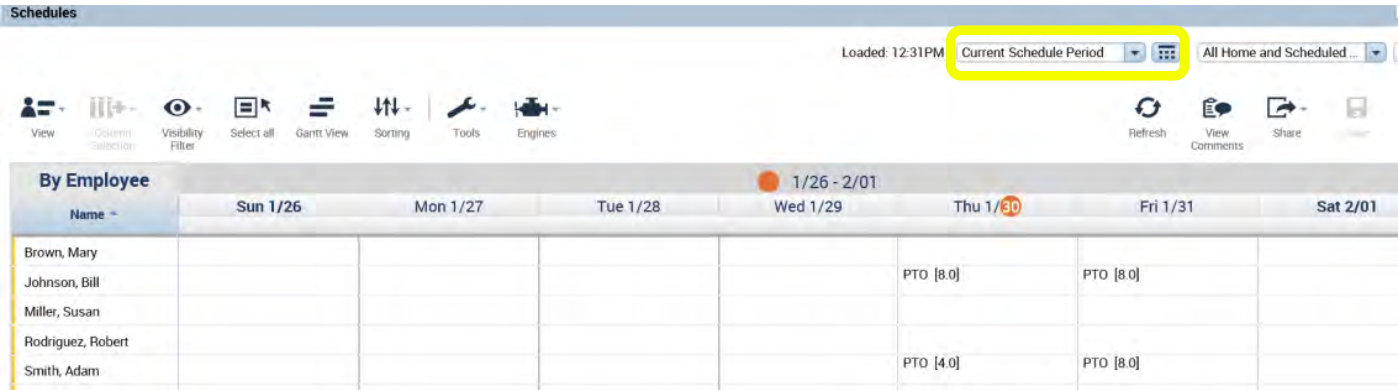 Schedules
Loaded: 12:31PM Current Schedule Period All Home and Scheduled ...
View Column Selection Visibility Filter Select all Gantt View Sorting Tools Engines Refresh View Comments Share Save
By Employee 1/26 - 2/01
Name Sun 1/26 Mon 1/27 Tue 1/28 Wed 1/29 Thu 1/30 Fri 1/31 Sat 2/01
Brown, Mary
Johnson, Bill PTO [8.0] PTO [8.0]
Miller, Susan
Rodriguez, Robert
Smith, Adam PTO [4.0] PTO [8.0]